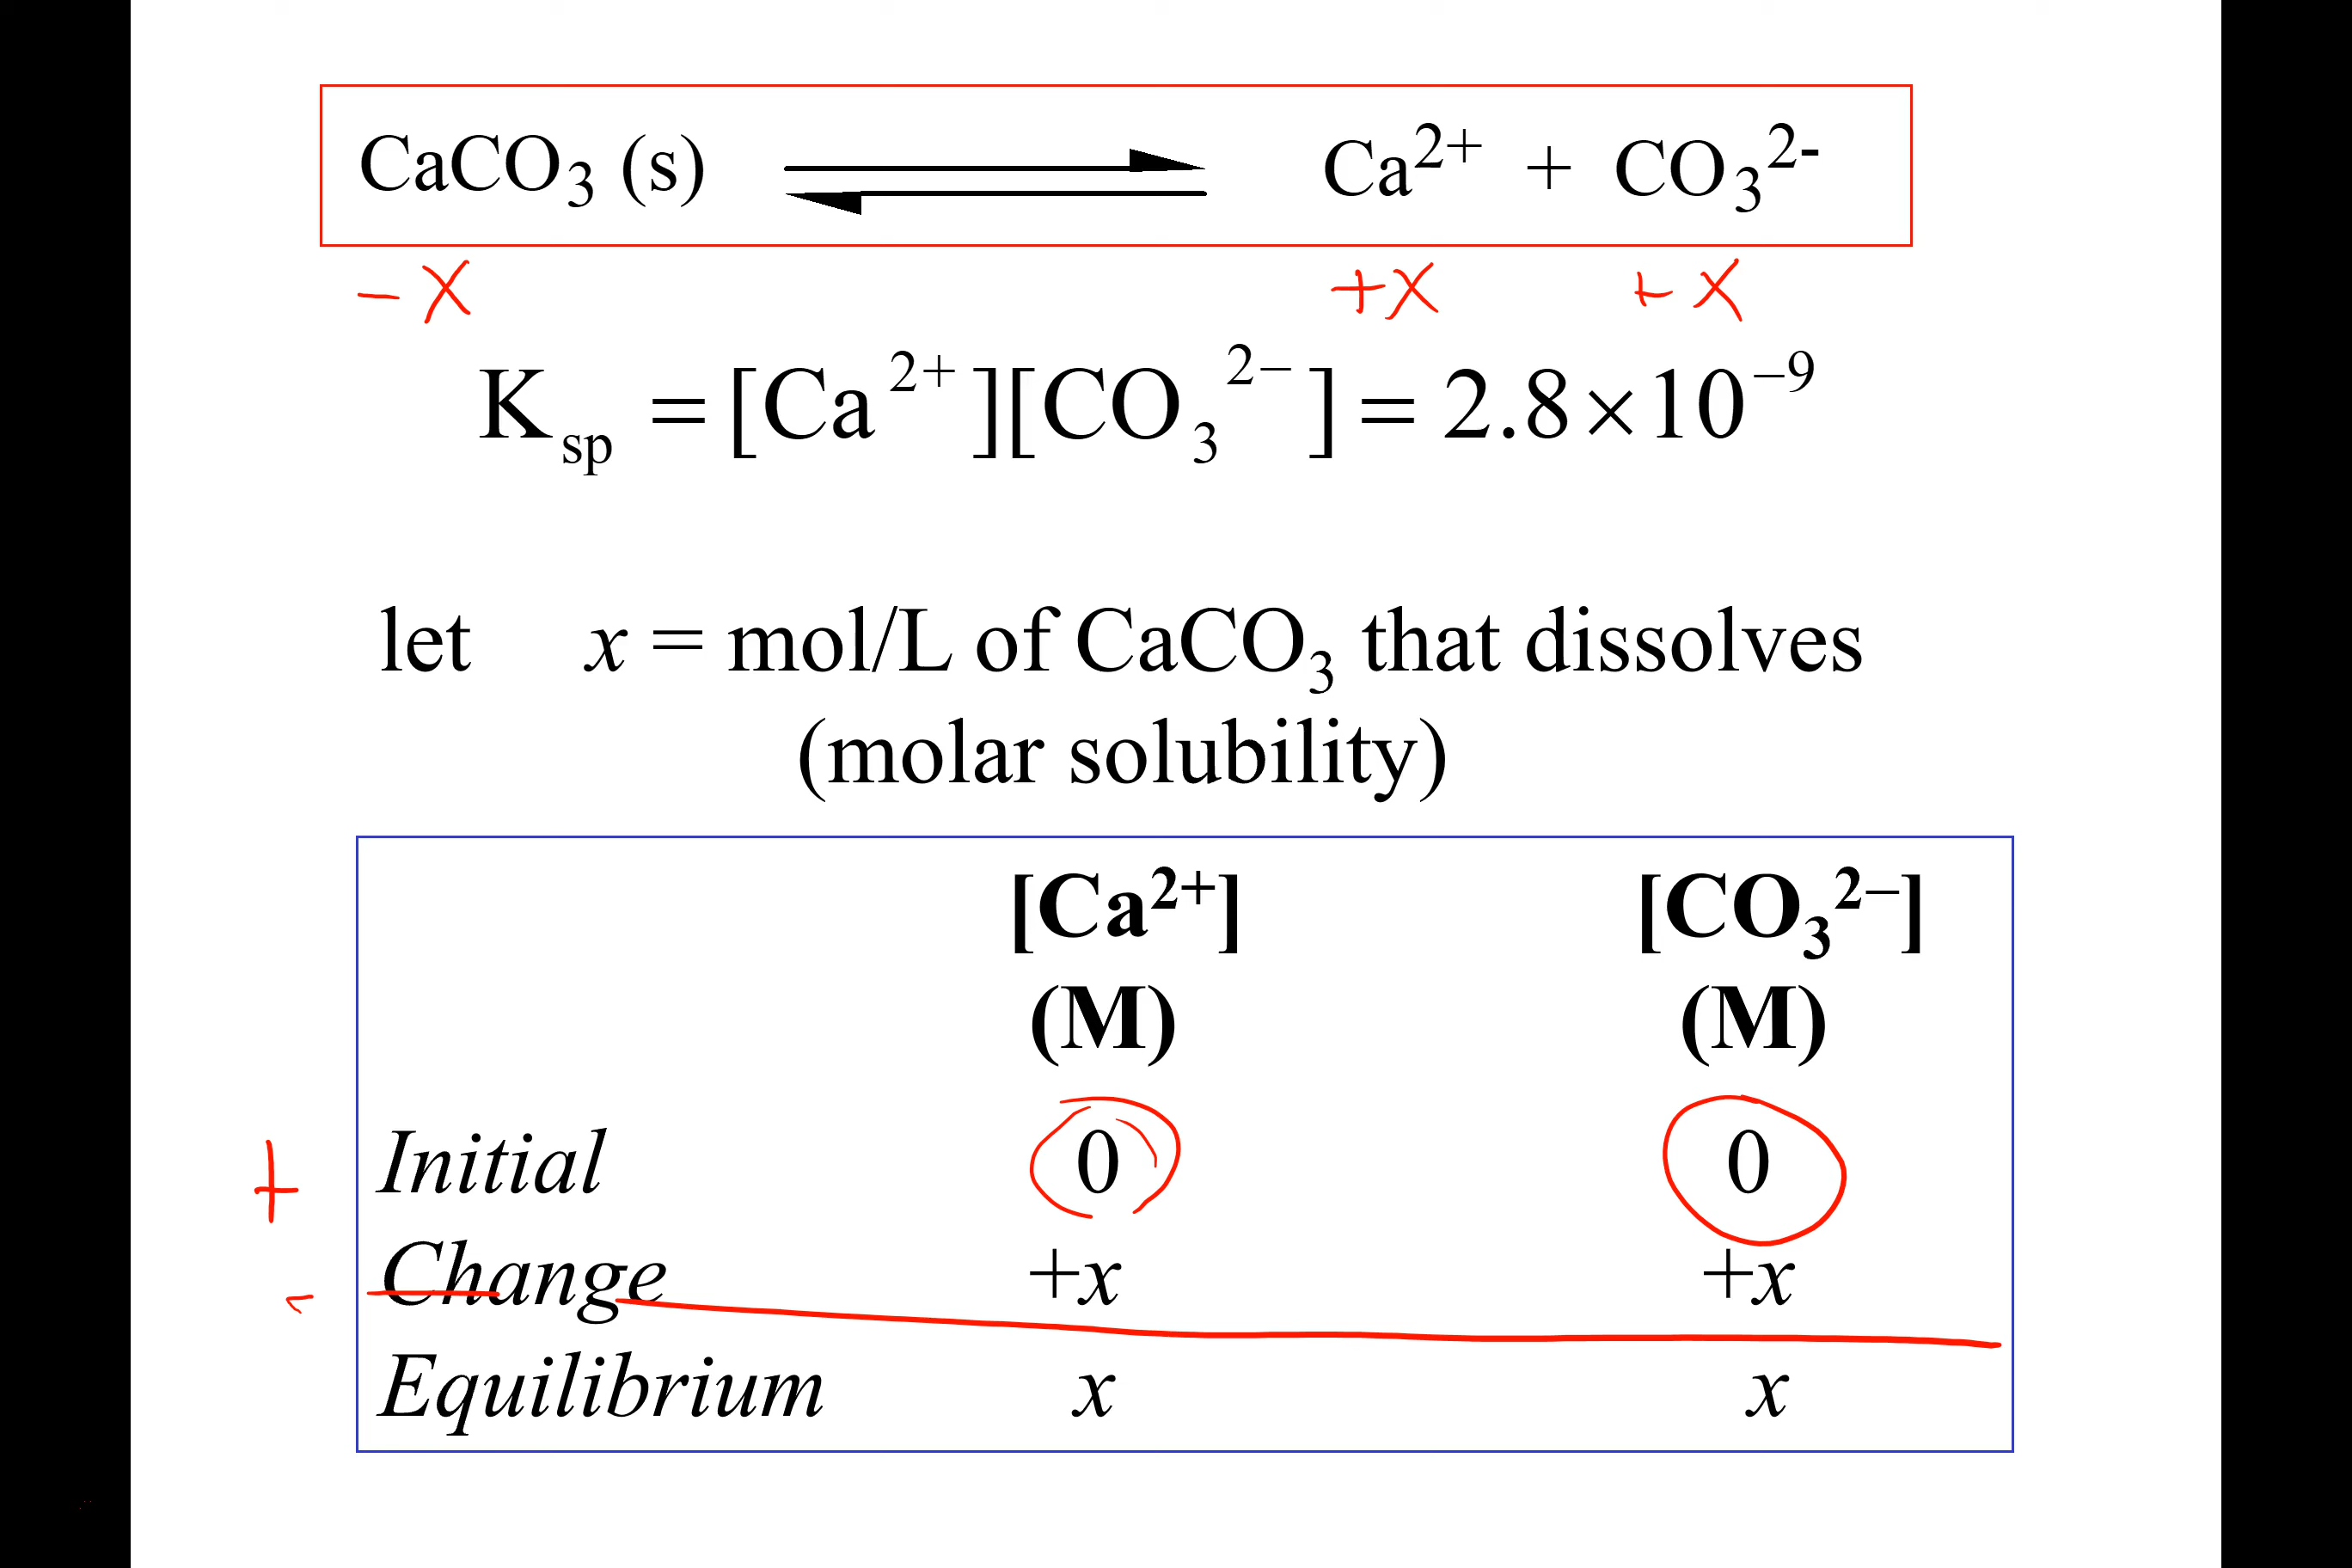 CaCO₃ (s) ⇌ Ca²⁺ + CO₃²⁻
− x +x + x
Kₛₚ = [Ca²⁺][CO₃²⁻] = 2.8×10⁻⁹
let x = mol/L of CaCO₃ that dissolves
(molar solubility)
[Ca²⁺] [CO₃²⁻]
(M) (M)
+ Initial 0 0
- Change +x +x
Equilibrium x x